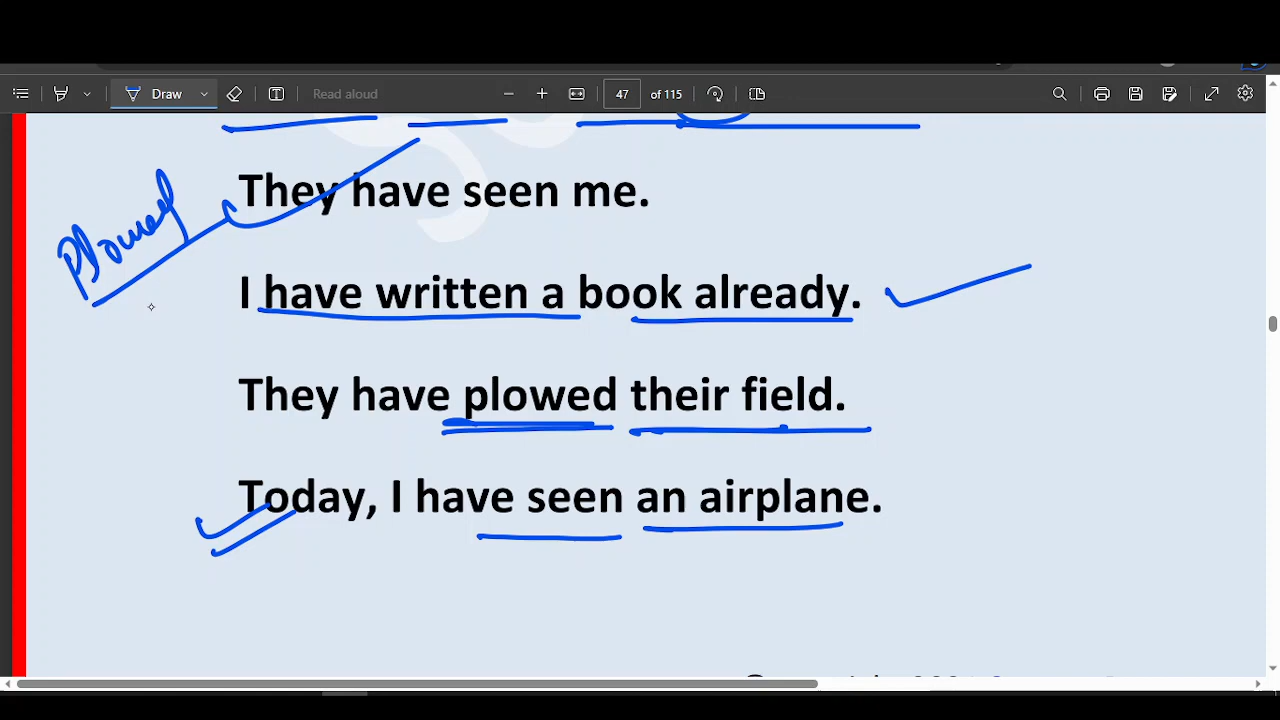 Draw
Read aloud
47 of 115
They have seen me.
Plowed
I have written a book already.
They have plowed their field.
Today, I have seen an airplane.